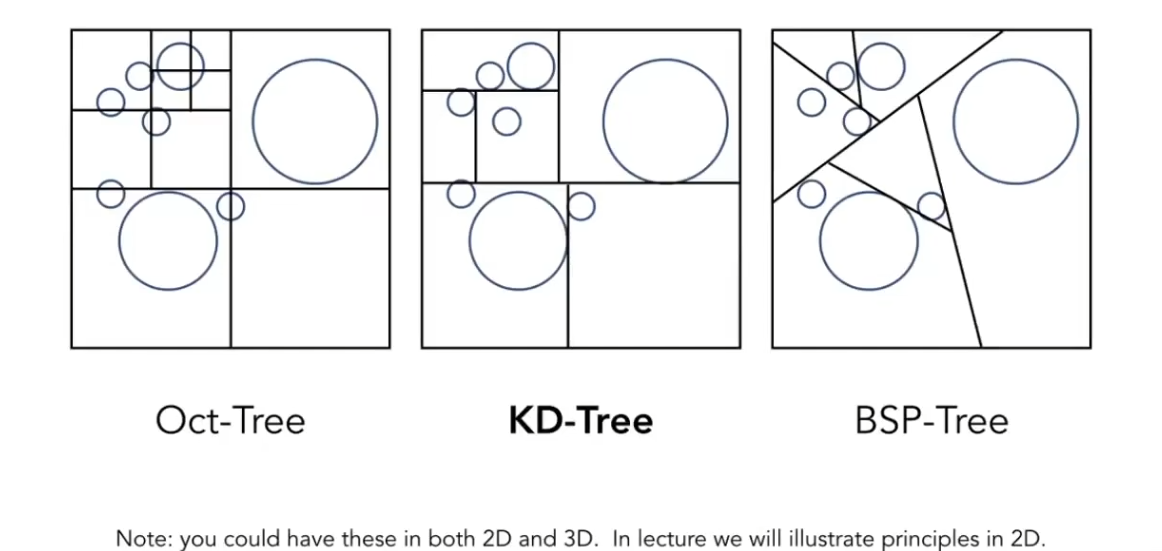 Oct-Tree
KD-Tree
BSP-Tree
Note: you could have these in both 2D and 3D. In lecture we will illustrate principles in 2D.